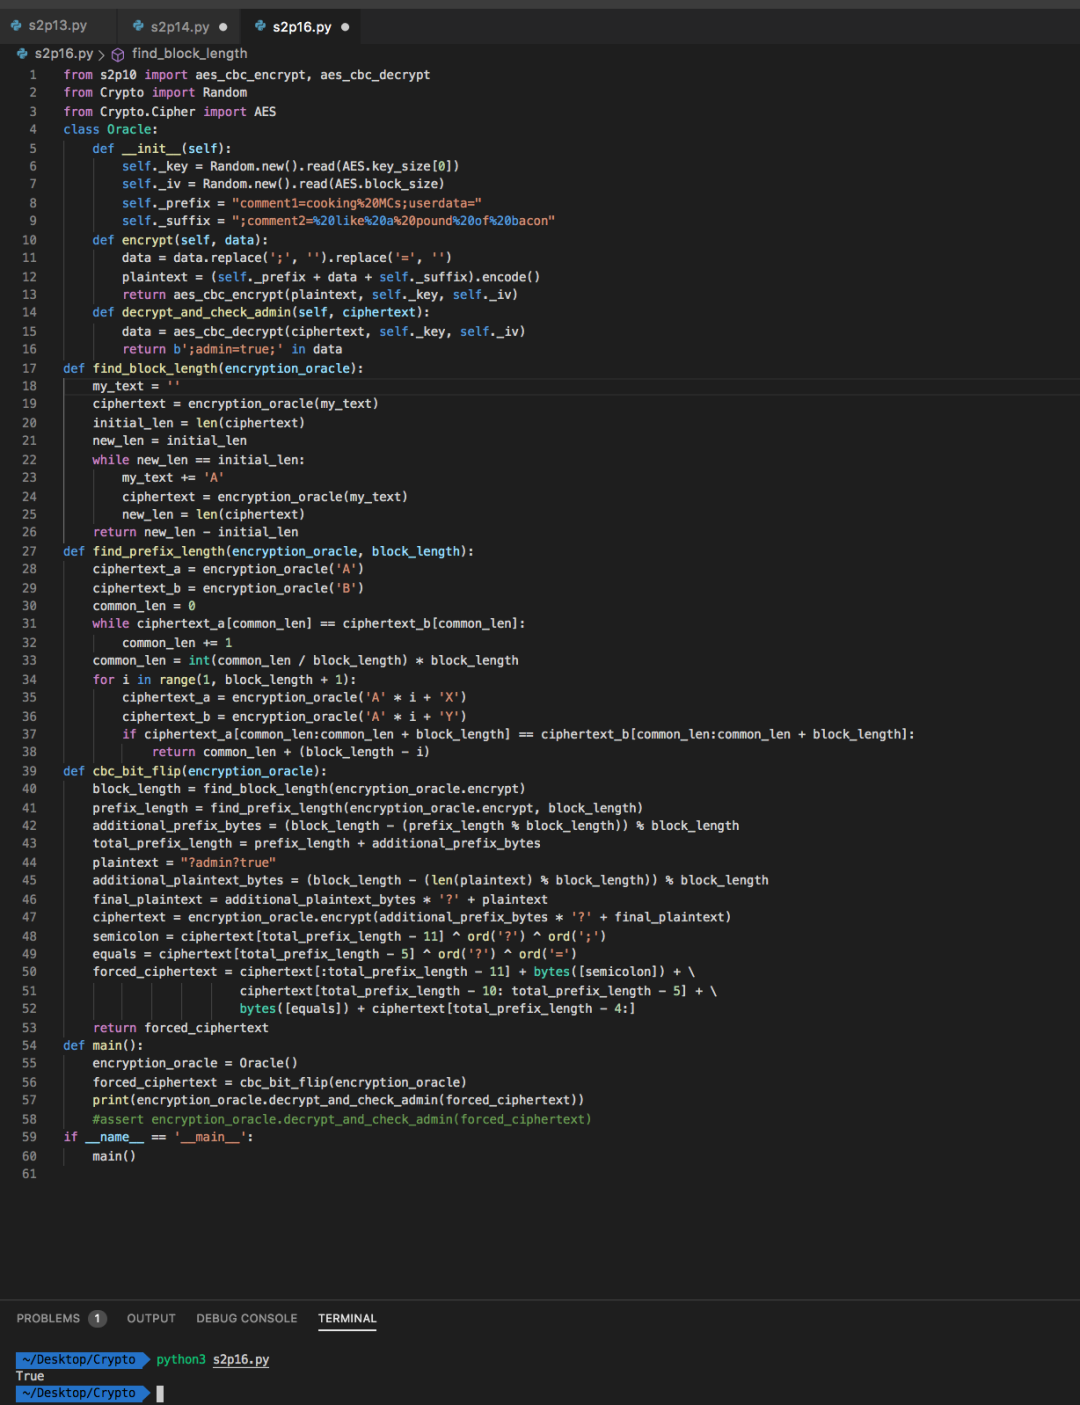 s2p13.py s2p14.py ● s2p16.py ●
s2p16.py > find_block_length
1 from s2p10 import aes_cbc_encrypt, aes_cbc_decrypt
2 from Crypto import Random
3 from Crypto.Cipher import AES
4 class Oracle:
5     def __init__(self):
6         self._key = Random.new().read(AES.key_size[0])
7         self._iv = Random.new().read(AES.block_size)
8         self._prefix = "comment1=cooking%20MCs;userdata="
9         self._suffix = ";comment2=%20like%20a%20pound%20of%20bacon"
10     def encrypt(self, data):
11         data = data.replace(';', '').replace('=', '')
12         plaintext = (self._prefix + data + self._suffix).encode()
13         return aes_cbc_encrypt(plaintext, self._key, self._iv)
14     def decrypt_and_check_admin(self, ciphertext):
15         data = aes_cbc_decrypt(ciphertext, self._key, self._iv)
16         return b';admin=true;' in data
17 def find_block_length(encryption_oracle):
18     my_text = ''
19     ciphertext = encryption_oracle(my_text)
20     initial_len = len(ciphertext)
21     new_len = initial_len
22     while new_len == initial_len:
23         my_text += 'A'
24         ciphertext = encryption_oracle(my_text)
25         new_len = len(ciphertext)
26     return new_len - initial_len
27 def find_prefix_length(encryption_oracle, block_length):
28     ciphertext_a = encryption_oracle('A')
29     ciphertext_b = encryption_oracle('B')
30     common_len = 0
31     while ciphertext_a[common_len] == ciphertext_b[common_len]:
32         common_len += 1
33     common_len = int(common_len / block_length) * block_length
34     for i in range(1, block_length + 1):
35         ciphertext_a = encryption_oracle('A' * i + 'X')
36         ciphertext_b = encryption_oracle('A' * i + 'Y')
37         if ciphertext_a[common_len:common_len + block_length] == ciphertext_b[common_len:common_len + block_length]:
38             return common_len + (block_length - i)
39 def cbc_bit_flip(encryption_oracle):
40     block_length = find_block_length(encryption_oracle.encrypt)
41     prefix_length = find_prefix_length(encryption_oracle.encrypt, block_length)
42     additional_prefix_bytes = (block_length - (prefix_length % block_length)) % block_length
43     total_prefix_length = prefix_length + additional_prefix_bytes
44     plaintext = "?admin?true"
45     additional_plaintext_bytes = (block_length - (len(plaintext) % block_length)) % block_length
46     final_plaintext = additional_plaintext_bytes * '?' + plaintext
47     ciphertext = encryption_oracle.encrypt(additional_prefix_bytes * '?' + final_plaintext)
48     semicolon = ciphertext[total_prefix_length - 11] ^ ord('?') ^ ord(';')
49     equals = ciphertext[total_prefix_length - 5] ^ ord('?') ^ ord('=')
50     forced_ciphertext = ciphertext[:total_prefix_length - 11] + bytes([semicolon]) + \
51                         ciphertext[total_prefix_length - 10: total_prefix_length - 5] + \
52                         bytes([equals]) + ciphertext[total_prefix_length - 4:]
53     return forced_ciphertext
54 def main():
55     encryption_oracle = Oracle()
56     forced_ciphertext = cbc_bit_flip(encryption_oracle)
57     print(encryption_oracle.decrypt_and_check_admin(forced_ciphertext))
58     #assert encryption_oracle.decrypt_and_check_admin(forced_ciphertext)
59 if __name__ == '__main__':
60     main()
61
PROBLEMS 1 OUTPUT DEBUG CONSOLE TERMINAL
~/Desktop/Crypto python3 s2p16.py
True
~/Desktop/Crypto